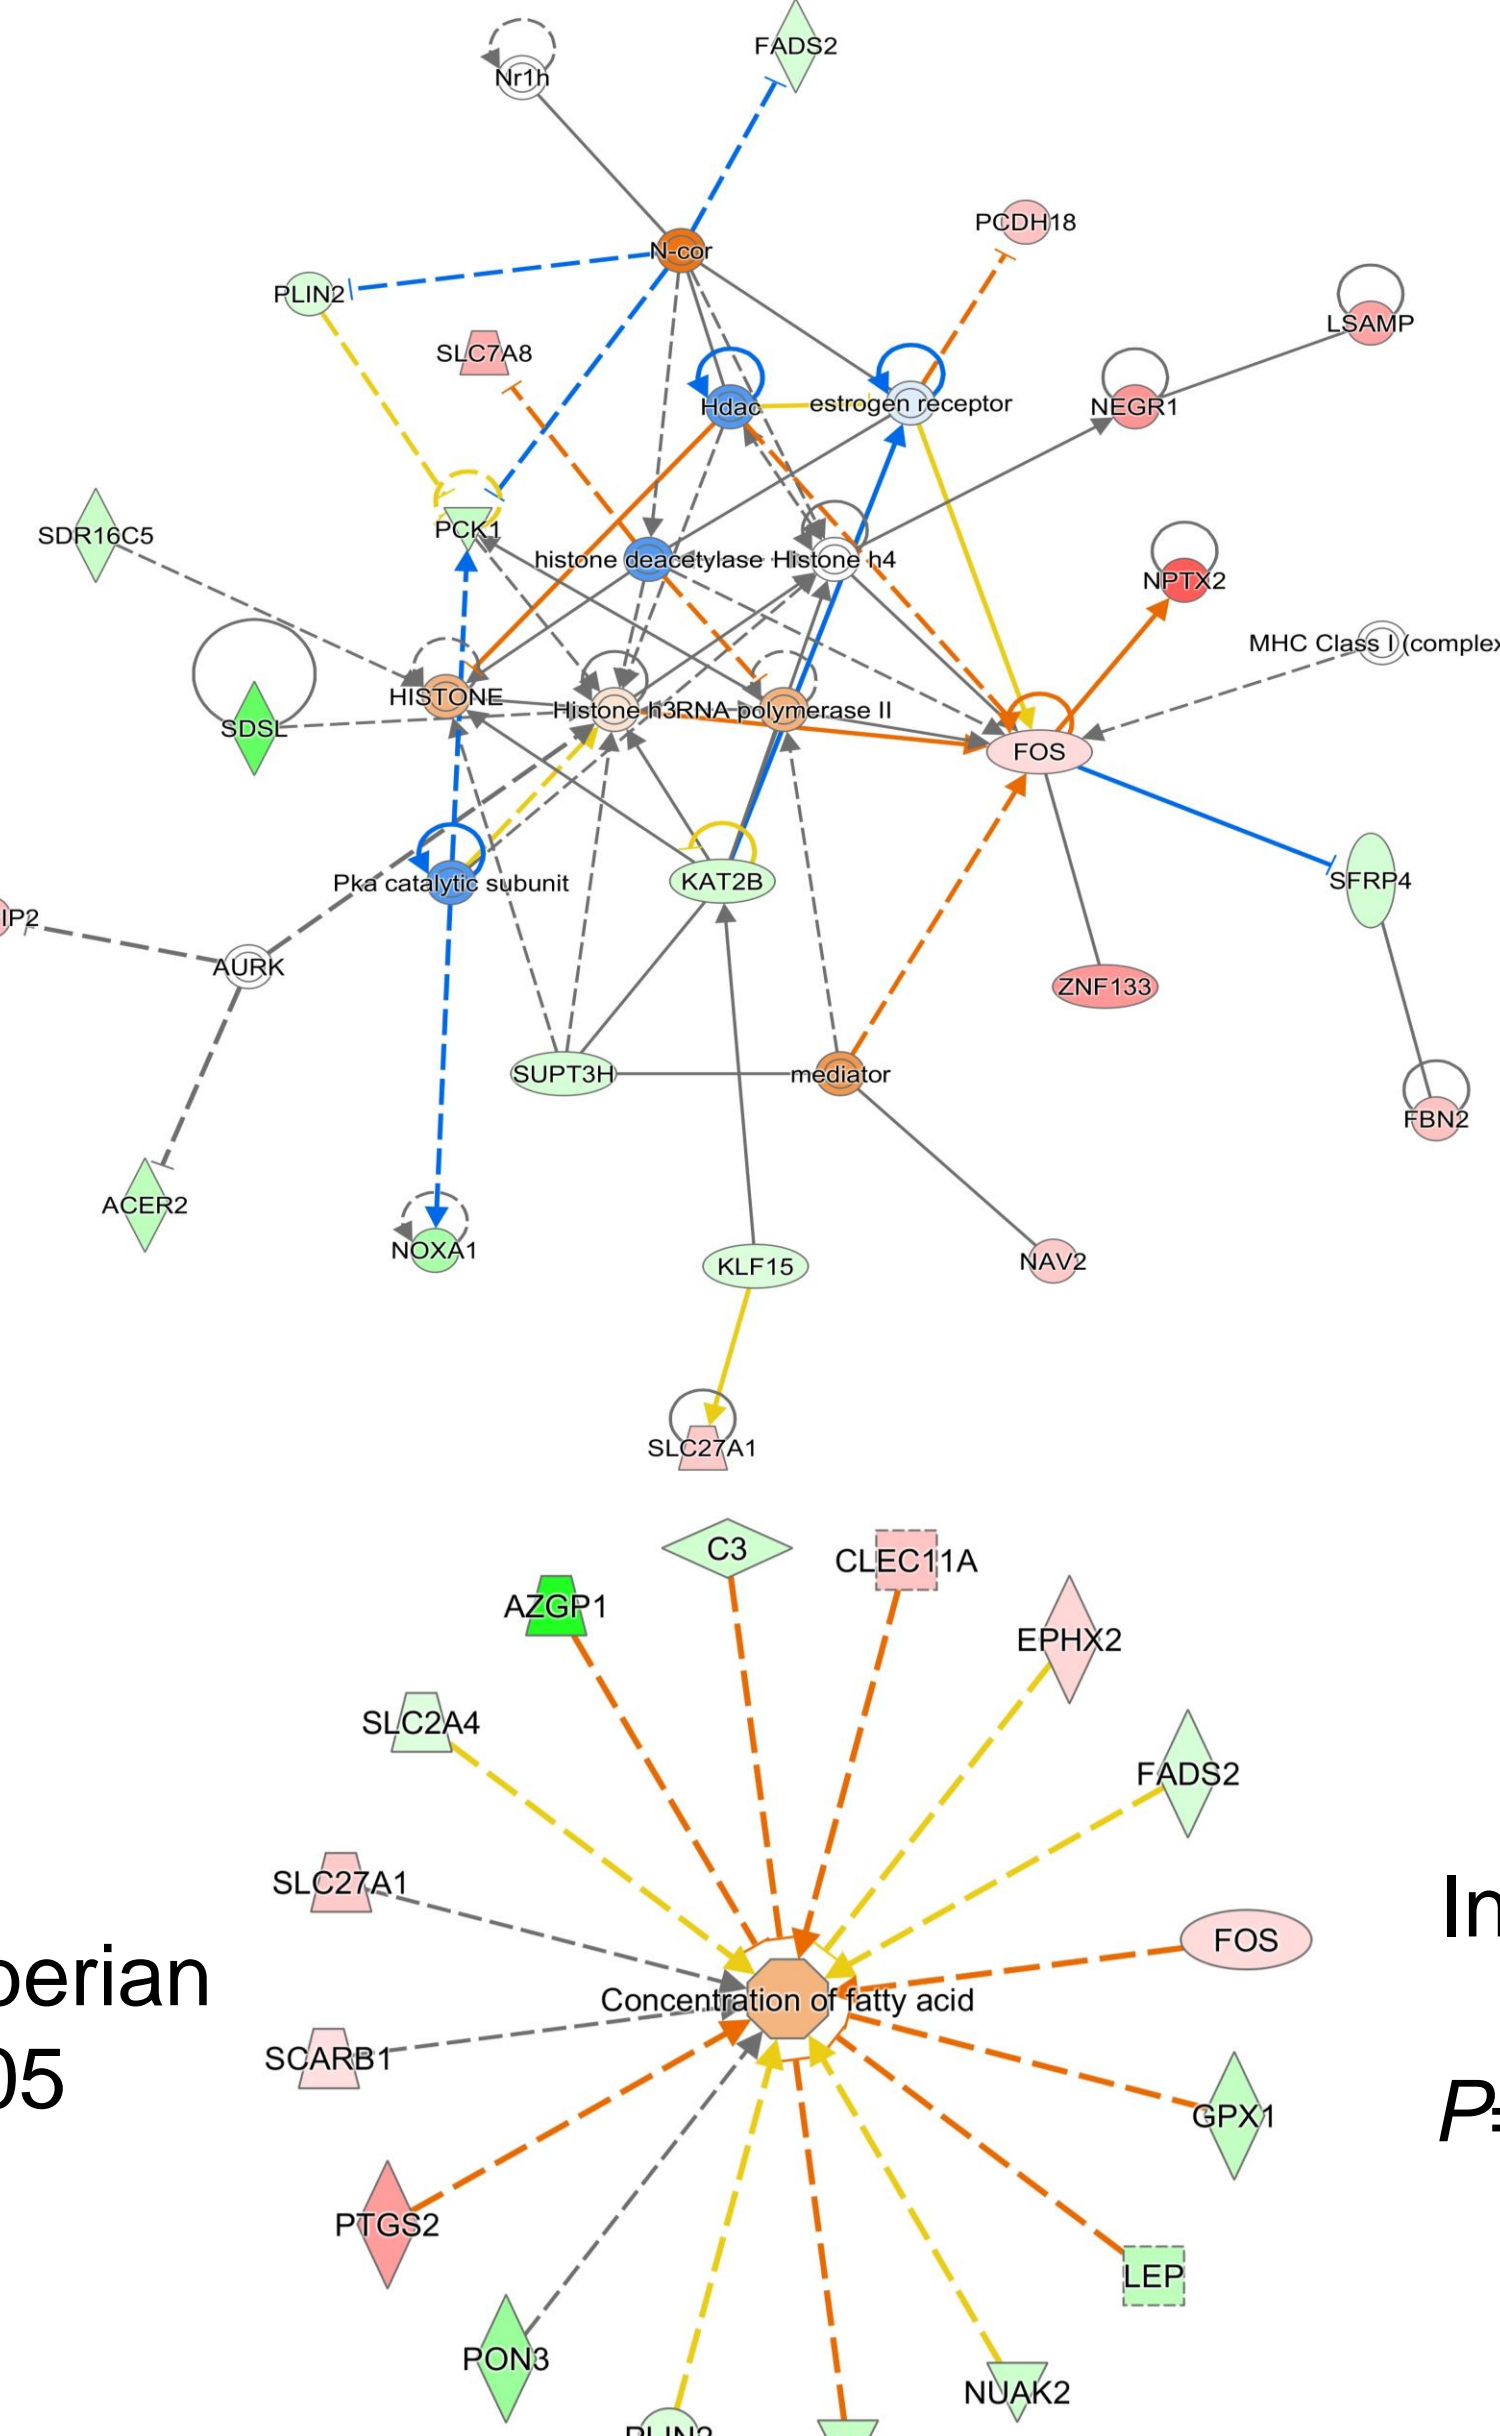 Nr1h
FADS2
N-cor
PCDH18
PLIN2
LSAMP
SLC7A8
Hdac
estrogen receptor
NEGR1
PCK1
SDR16C5
histone deacetylase
Histone h4
NPTX2
MHC Class I (complex
HISTONE
Histone h3
RNA polymerase II
SDSL
FOS
Pka catalytic subunit
KAT2B
SFRP4
IP2
AURK
ZNF133
SUPT3H
mediator
FBN2
ACER2
NOXA1
KLF15
NAV2
SLC27A1
C3
CLEC11A
AZGP1
EPHX2
SLC2A4
FADS2
SLC27A1
In
FOS
perian
Concentration of fatty acid
SCARB1
05
P=
GPX1
PTGS2
LEP
PON3
NUAK2
PLIN2